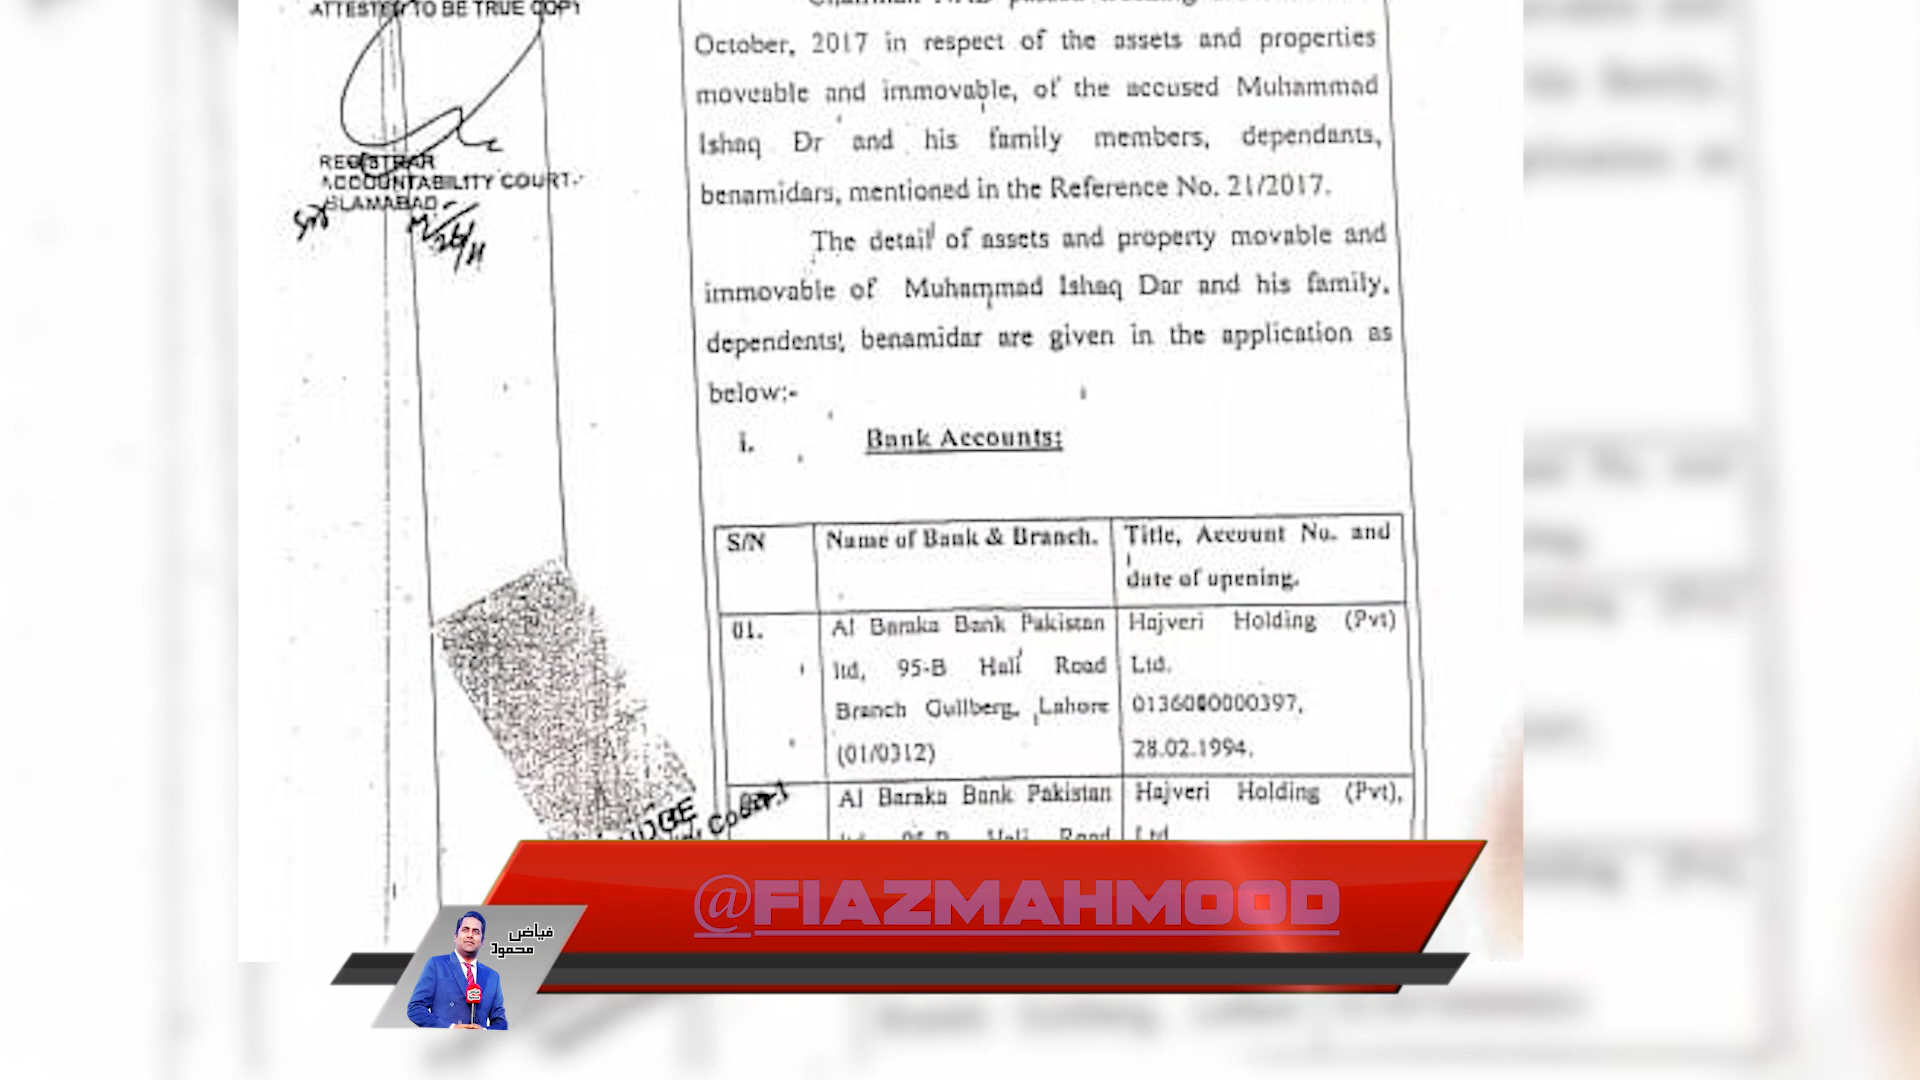 ATTESTED TO BE TRUE COPY
REGISTRAR
ACCOUNTABILITY COURT-
ISLAMABAD
October, 2017 in respect of the assets and properties
moveable and immovable, of the accused Muhammad
Ishaq Dr and his family members, dependants,
benamidars, mentioned in the Reference No. 21/2017.
The detail of assets and property movable and
immovable of Muhammad Ishaq Dar and his family,
dependents, benamidar are given in the application as
below:-
i. Bank Accounts:
S/N Name of Bank & Branch. Title, Account No. and
date of opening.
01. Al Baraka Bank Pakistan Hajveri Holding (Pvt)
ltd, 95-B Hali Road Ltd.
Branch Gullberg, Lahore 0136000000397,
(01/0312) 28.02.1994.
Al Baraka Bank Pakistan Hajveri Holding (Pvt),
@FIAZMAHMOOD
فیاض
محمود